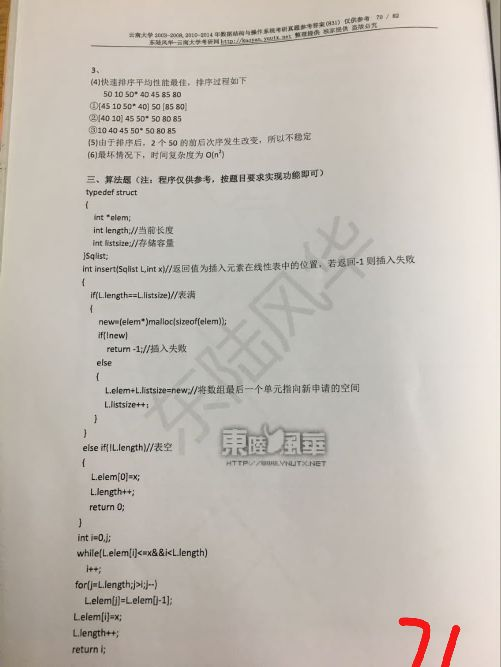 云南大学 2003-2008, 2010-2014 年数据结构与操作系统考研真题参考答案(831) 仅供参考 70 / 82
东陆风华-云南大学考研网 http://kaoyan.ynutx.net 整理提供 独家提供 盗版必究
3、
(4)快速排序平均性能最佳，排序过程如下
50 10 50* 40 45 85 80
①[45 10 50* 40] 50 [85 80]
②[40 10] 45 50* 50 80 85
③10 40 45 50* 50 80 85
(5)由于排序后，2 个 50 的前后次序发生改变，所以不稳定
(6)最坏情况下，时间复杂度为 O(n²)
三、算法题（注：程序仅供参考，按题目要求实现功能即可）
typedef struct
{
int *elem;
int length;//当前长度
int listsize;//存储容量
}Sqlist;
int insert(Sqlist L,int x)//返回值为插入元素在线性表中的位置，若返回-1 则插入失败
{
if(L.length==L.listsize)//表满
{
new=(elem*)malloc(sizeof(elem));
if(!new)
return -1;//插入失败
else
{
L.elem+L.listsize=new;//将数组最后一个单元指向新申请的空间
L.listsize++;
}
}
else if(!L.length)//表空
{
L.elem[0]=x;
L.length++;
return 0;
}
int i=0,j;
while(L.elem[i]<=x&&i<L.length)
i++;
for(j=L.length;j>i;j--)
L.elem[j]=L.elem[j-1];
L.elem[i]=x;
L.length++;
return i;
东陆风华
東陸風華
HTTP://WWW.YNUTX.NET
71